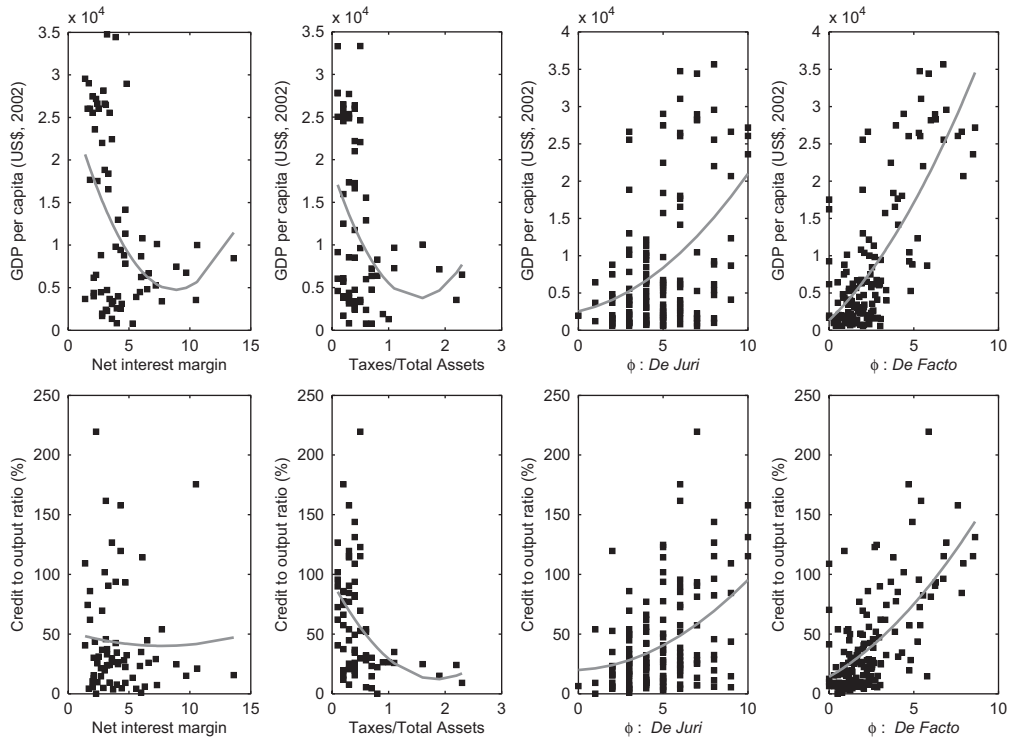 x 10⁴ x 10⁴ x 10⁴ x 10⁴
GDP per capita (US$, 2002)
3.5
3
2.5
2
1.5
1
0.5
0
0 5 10 15
Net interest margin
GDP per capita (US$, 2002)
3.5
3
2.5
2
1.5
1
0.5
0
0 1 2 3
Taxes/Total Assets
GDP per capita (US$, 2002)
4
3.5
3
2.5
2
1.5
1
0.5
0
0 5 10
ϕ : De Juri
GDP per capita (US$, 2002)
4
3.5
3
2.5
2
1.5
1
0.5
0
0 5 10
ϕ : De Facto
Credit to output ratio (%)
250
200
150
100
50
0
0 5 10 15
Net interest margin
Credit to output ratio (%)
250
200
150
100
50
0
0 1 2 3
Taxes/Total Assets
Credit to output ratio (%)
250
200
150
100
50
0
0 5 10
ϕ : De Juri
Credit to output ratio (%)
250
200
150
100
50
0
0 5 10
ϕ : De Facto